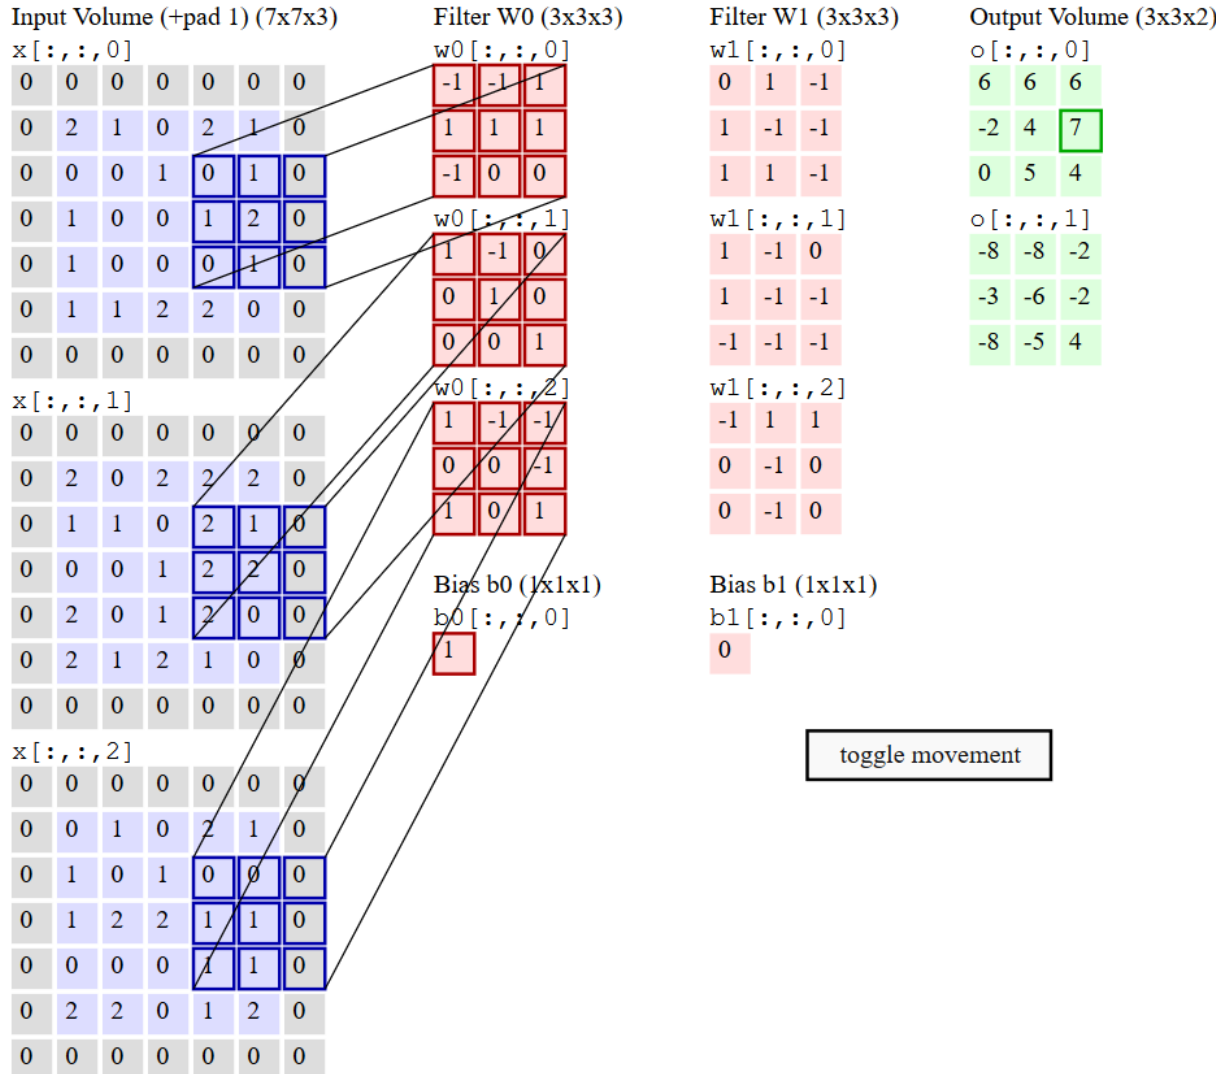 Input Volume (+pad 1) (7x7x3)
x[:,:,0]
0 0 0 0 0 0 0
0 2 1 0 2 1 0
0 0 0 1 0 1 0
0 1 0 0 1 2 0
0 1 0 0 0 1 0
0 1 1 2 2 0 0
0 0 0 0 0 0 0
x[:,:,1]
0 0 0 0 0 0 0
0 2 0 2 2 2 0
0 1 1 0 2 1 0
0 0 0 1 2 2 0
0 2 0 1 2 0 0
0 2 1 2 1 0 0
0 0 0 0 0 0 0
x[:,:,2]
0 0 0 0 0 0 0
0 0 1 0 2 1 0
0 1 0 1 0 0 0
0 1 2 2 1 1 0
0 0 0 0 1 1 0
0 2 2 0 1 2 0
0 0 0 0 0 0 0
Filter W0 (3x3x3)
w0[:,:,0]
-1 -1 1
1 1 1
-1 0 0
w0[:,:,1]
1 -1 0
0 1 0
0 0 1
w0[:,:,2]
1 -1 -1
0 0 -1
1 0 1
Bias b0 (1x1x1)
b0[:,:,0]
1
Filter W1 (3x3x3)
w1[:,:,0]
0 1 -1
1 -1 -1
1 1 -1
w1[:,:,1]
1 -1 0
1 -1 -1
-1 -1 -1
w1[:,:,2]
-1 1 1
0 -1 0
0 -1 0
Bias b1 (1x1x1)
b1[:,:,0]
0
Output Volume (3x3x2)
o[:,:,0]
6 6 6
-2 4 7
0 5 4
o[:,:,1]
-8 -8 -2
-3 -6 -2
-8 -5 4
toggle movement